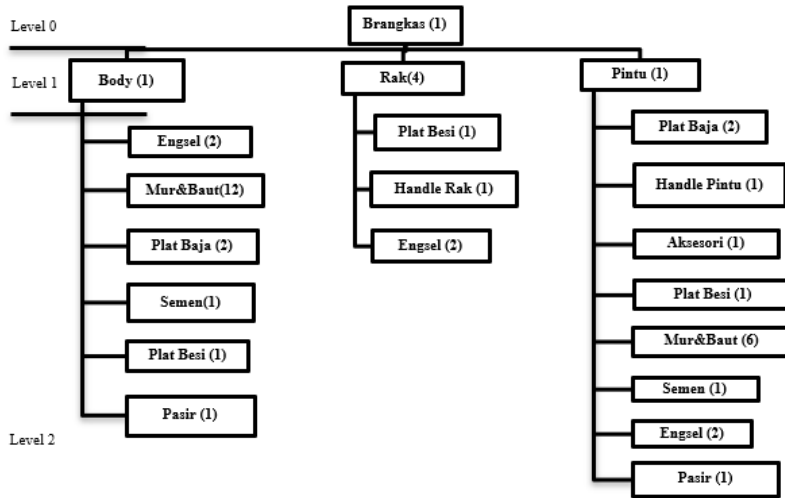 Level 0
Brangkas (1)
Level 1
Body (1)
Rak(4)
Pintu (1)
Engsel (2)
Mur&Baut(12)
Plat Baja (2)
Semen(1)
Plat Besi (1)
Pasir (1)
Plat Besi (1)
Handle Rak (1)
Engsel (2)
Plat Baja (2)
Handle Pintu (1)
Aksesori (1)
Plat Besi (1)
Mur&Baut (6)
Semen (1)
Engsel (2)
Pasir (1)
Level 2